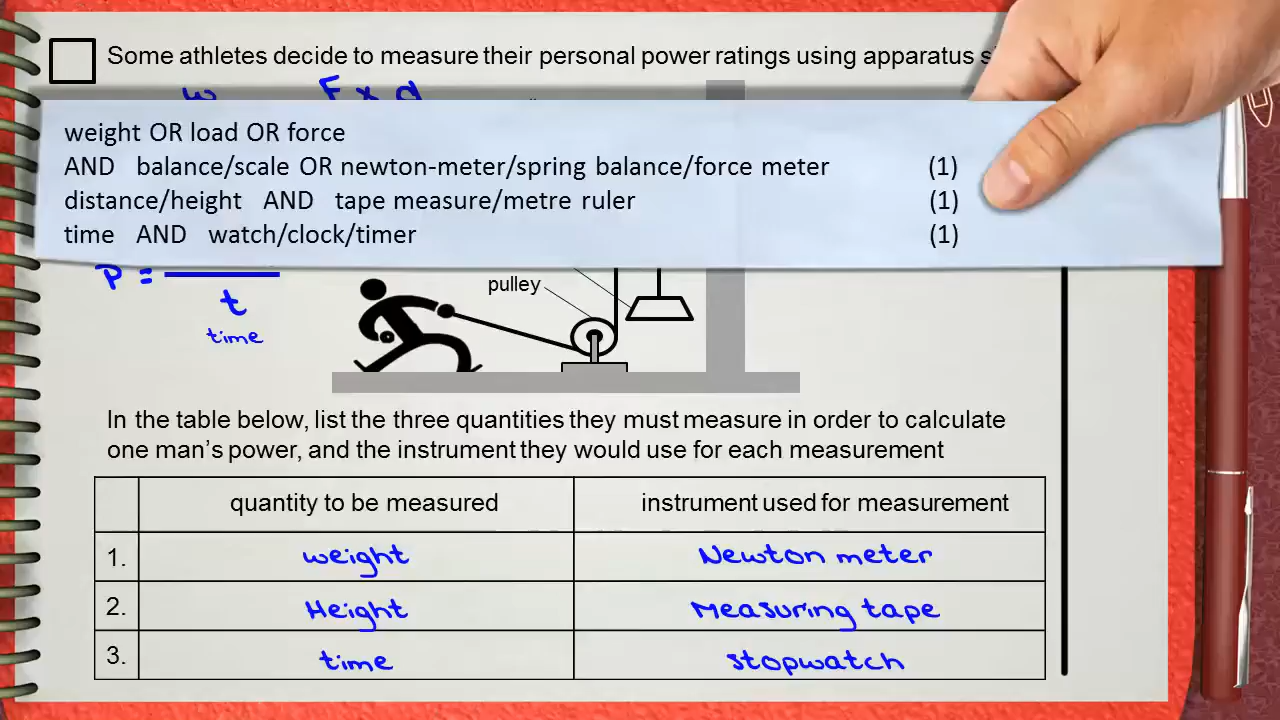 Some athletes decide to measure their personal power ratings using apparatus
w F x d
weight OR load OR force
AND balance/scale OR newton-meter/spring balance/force meter (1)
distance/height AND tape measure/metre ruler (1)
time AND watch/clock/timer (1)
P =
t
time
pulley
In the table below, list the three quantities they must measure in order to calculate
one man's power, and the instrument they would use for each measurement
quantity to be measured instrument used for measurement
1. weight Newton meter
2. Height Measuring tape
3. time stopwatch